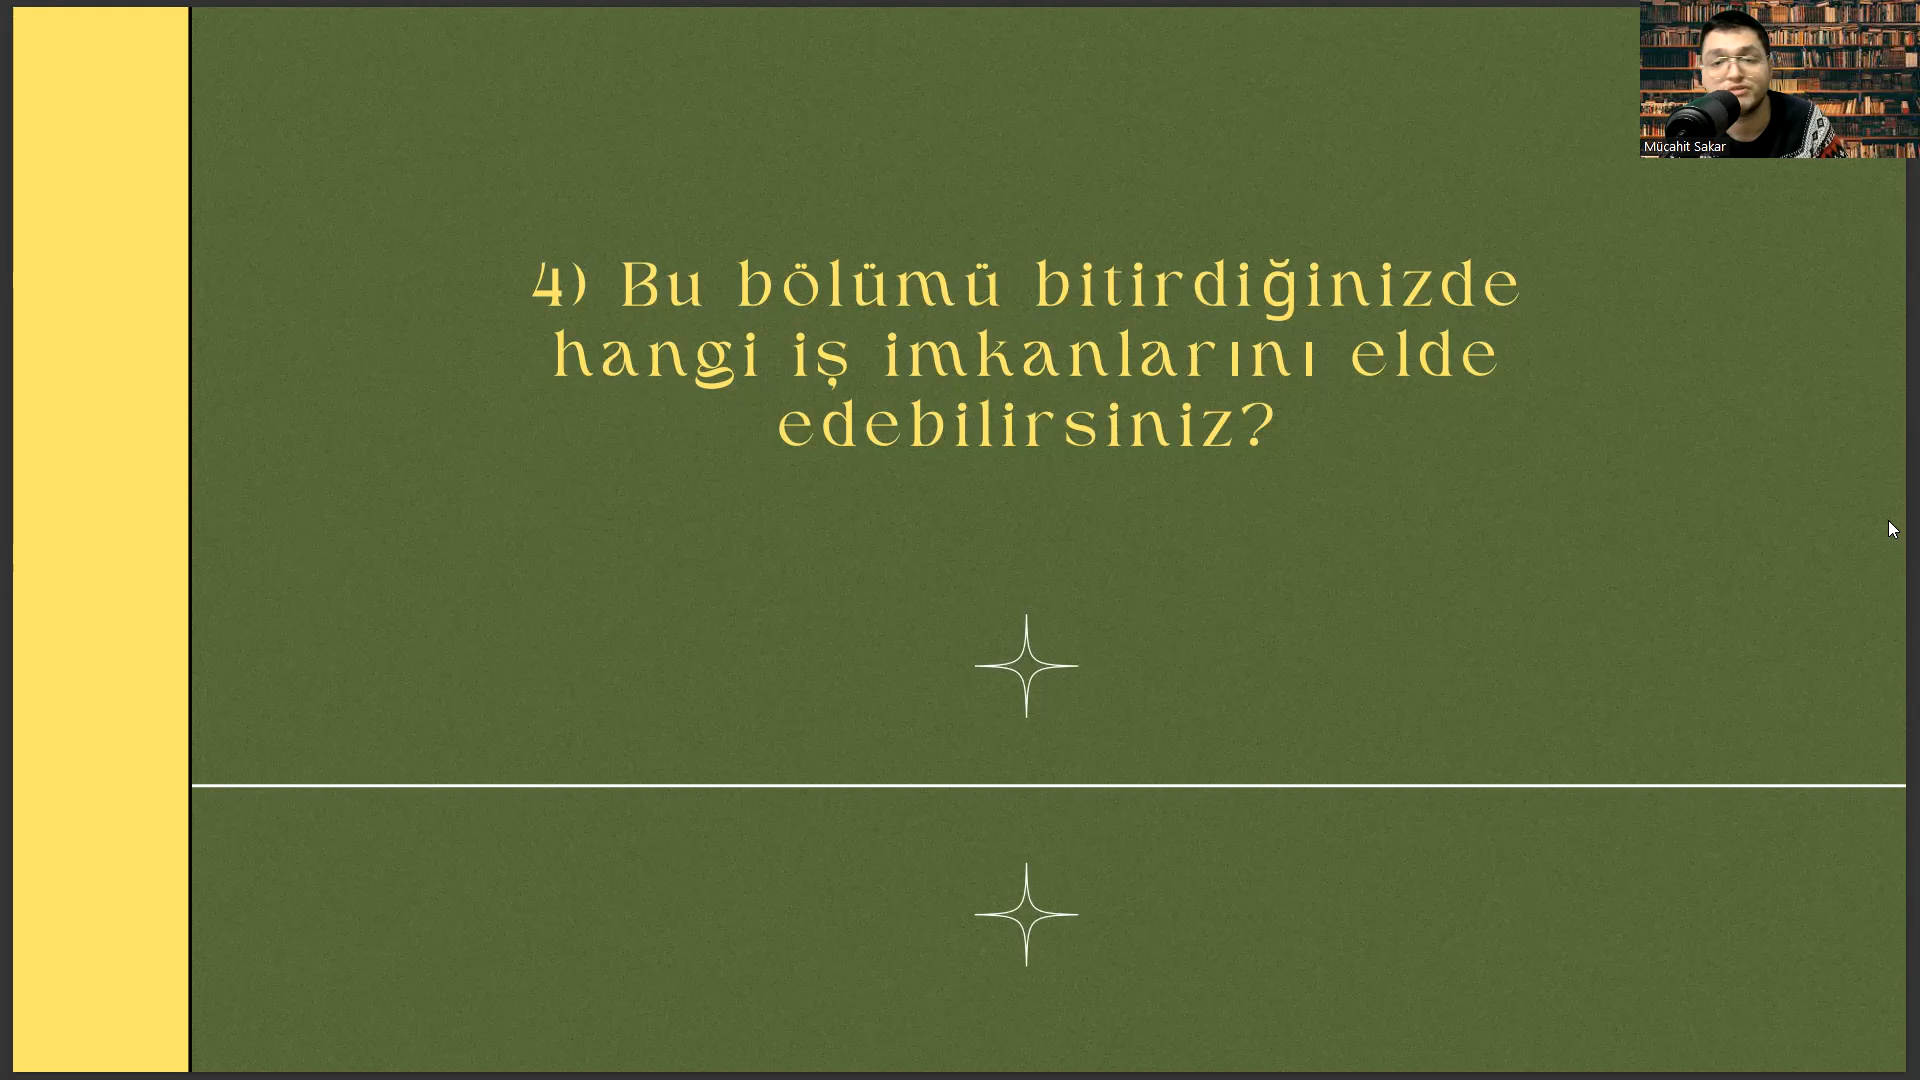 Mücahit Sakar
4) Bu bölümü bitirdiğinizde
hangi iş imkanlarını elde
edebilirsiniz?